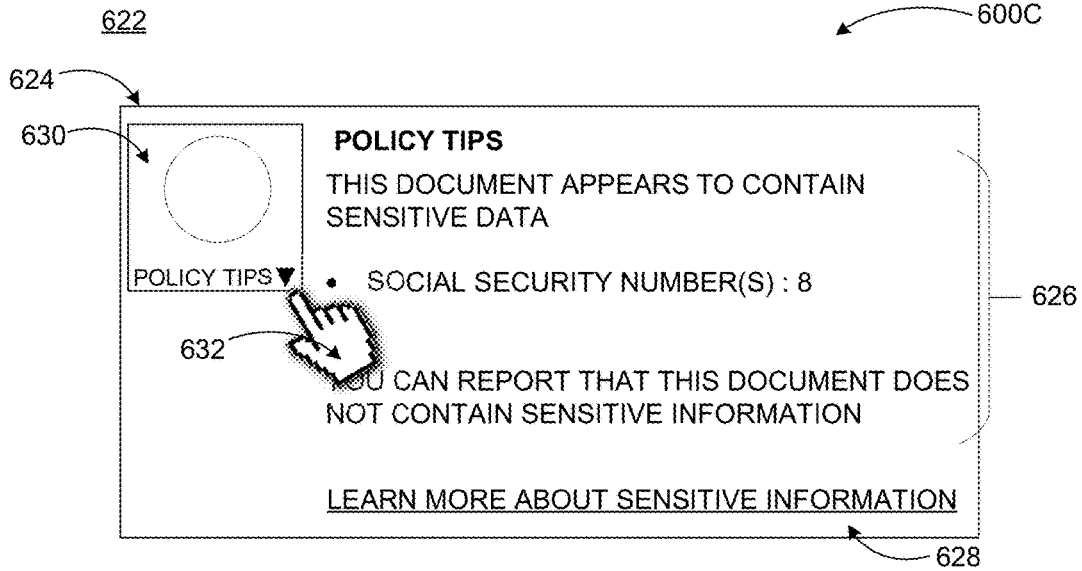 622
600C
624
630
POLICY TIPS
THIS DOCUMENT APPEARS TO CONTAIN
SENSITIVE DATA
POLICY TIPS
• SOCIAL SECURITY NUMBER(S) : 8
626
632
YOU CAN REPORT THAT THIS DOCUMENT DOES
NOT CONTAIN SENSITIVE INFORMATION
LEARN MORE ABOUT SENSITIVE INFORMATION
628